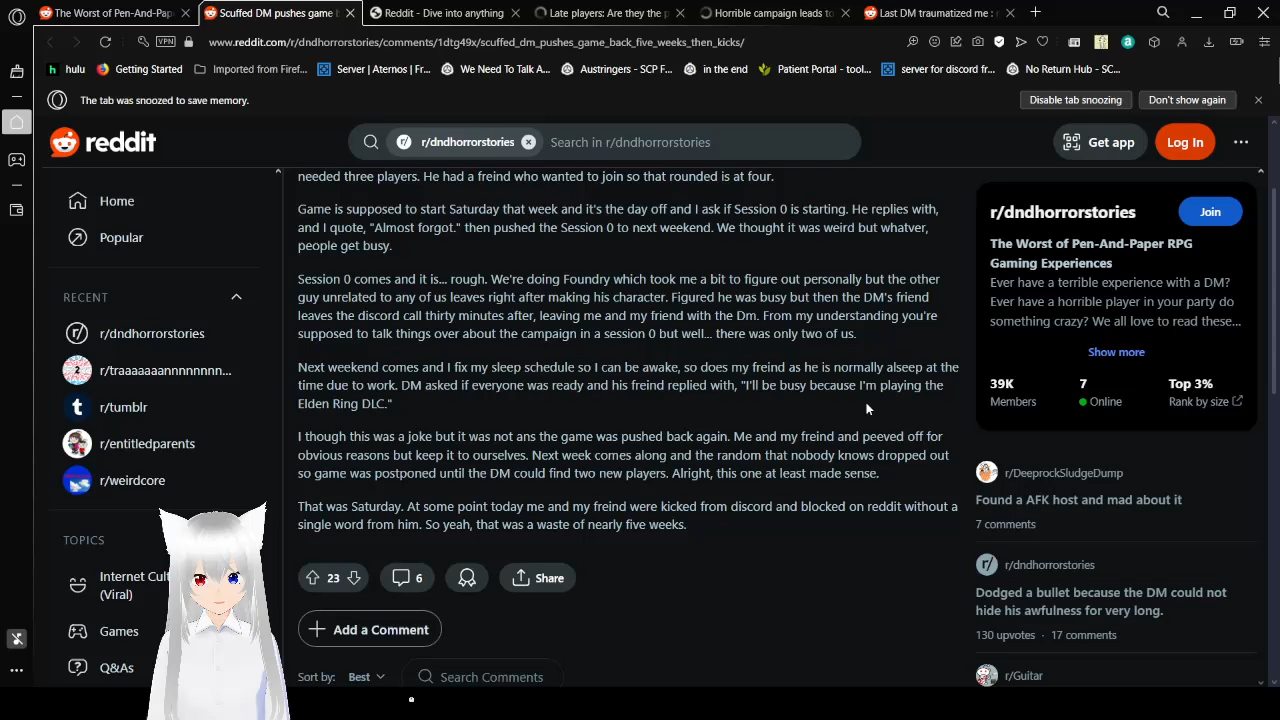 The Worst of Pen-And-Pape
Scuffed DM pushes game b
Reddit - Dive into anything
Late players: Are they the p
Horrible campaign leads to
Last DM traumatized me : r
VPN
www.reddit.com/r/dndhorrorstories/comments/1dtg49x/scuffed_dm_pushes_game_back_five_weeks_then_kicks/
hulu
Getting Started
Imported from Firef...
Server | Aternos | Fr...
We Need To Talk A...
Austringers - SCP F...
in the end
Patient Portal - tool...
server for discord fr...
No Return Hub - SC...
The tab was snoozed to save memory.
Disable tab snoozing
Don't show again
reddit
r/dndhorrorstories
Search in r/dndhorrorstories
Get app
Log In
Home
Popular
RECENT
r/dndhorrorstories
r/traaaaaaannnnnnnnn...
r/tumblr
r/entitledparents
r/weirdcore
TOPICS
Internet Cul
(Viral)
Games
Q&As
needed three players. He had a freind who wanted to join so that rounded is at four.
Game is supposed to start Saturday that week and it's the day off and I ask if Session 0 is starting. He replies with,
and I quote, "Almost forgot." then pushed the Session 0 to next weekend. We thought it was weird but whatever,
people get busy.
Session 0 comes and it is... rough. We're doing Foundry which took me a bit to figure out personally but the other
guy unrelated to any of us leaves right after making his character. Figured he was busy but then the DM's friend
leaves the discord call thirty minutes after, leaving me and my friend with the Dm. From my understanding you're
supposed to talk things over about the campaign in a session 0 but well... there was only two of us.
Next weekend comes and I fix my sleep schedule so I can be awake, so does my freind as he is normally alseep at the
time due to work. DM asked if everyone was ready and his freind replied with, "I'll be busy because I'm playing the
Elden Ring DLC."
I though this was a joke but it was not ans the game was pushed back again. Me and my freind and peeved off for
obvious reasons but keep it to ourselves. Next week comes along and the random that nobody knows dropped out
so game was postponed until the DM could find two new players. Alright, this one at least made sense.
That was Saturday. At some point today me and my freind were kicked from discord and blocked on reddit without a
single word from him. So yeah, that was a waste of nearly five weeks.
23
6
Share
Add a Comment
Sort by: Best
Search Comments
r/dndhorrorstories
Join
The Worst of Pen-And-Paper RPG
Gaming Experiences
Ever have a terrible experience with a DM?
Ever have a horrible player in your party do
something crazy? We all love to read these...
Show more
39K
Members
7
Online
Top 3%
Rank by size
r/DeeprockSludgeDump
Found a AFK host and mad about it
7 comments
r/dndhorrorstories
Dodged a bullet because the DM could not
hide his awfulness for very long.
130 upvotes · 17 comments
r/Guitar